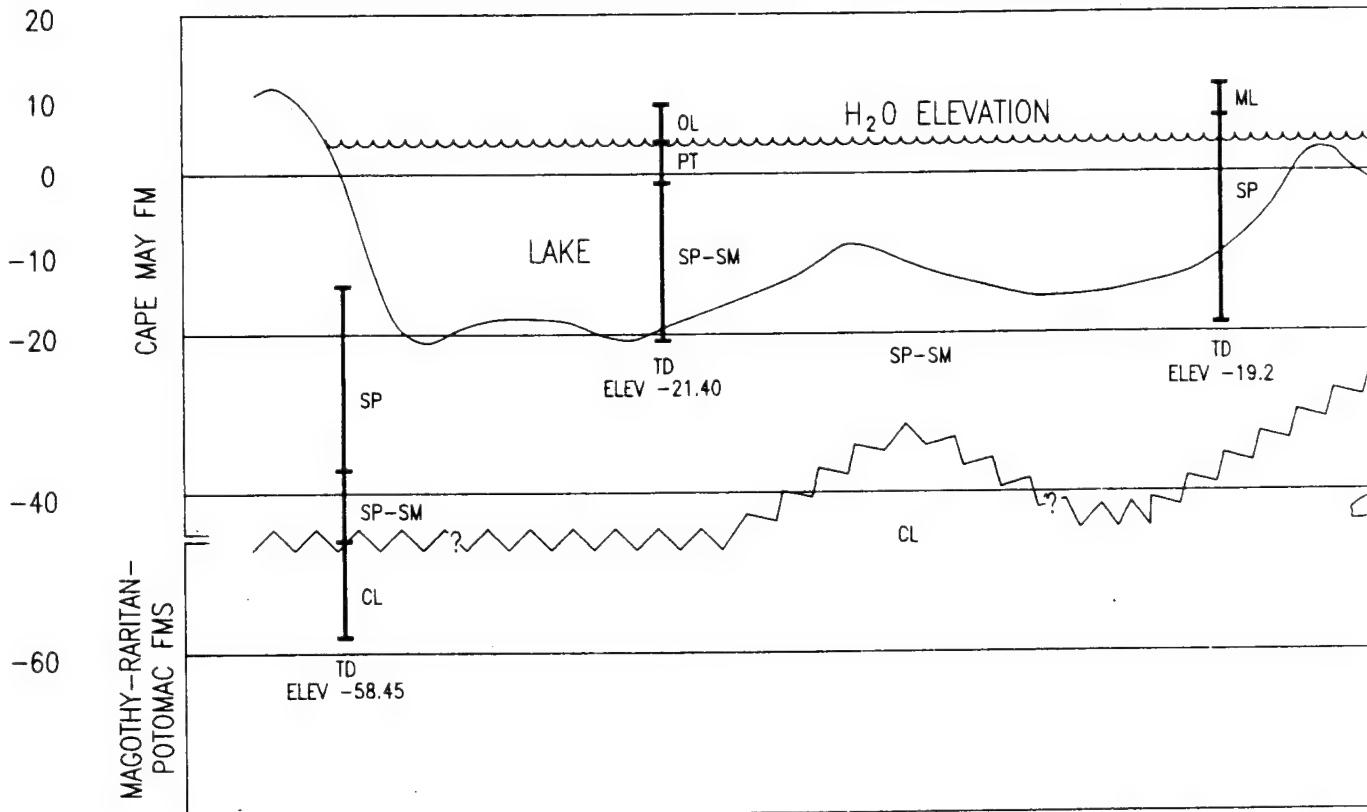 20
10
0
-10
-20
-40
-60
CAPE MAY FM
MAGOTHY-RARITAN-
POTOMAC FMS
H₂O ELEVATION
LAKE
OL
PT
SP-SM
TD
ELEV -21.40
ML
SP
TD
ELEV -19.2
SP-SM
SP
SP-SM
?
CL
TD
ELEV -58.45
?
CL